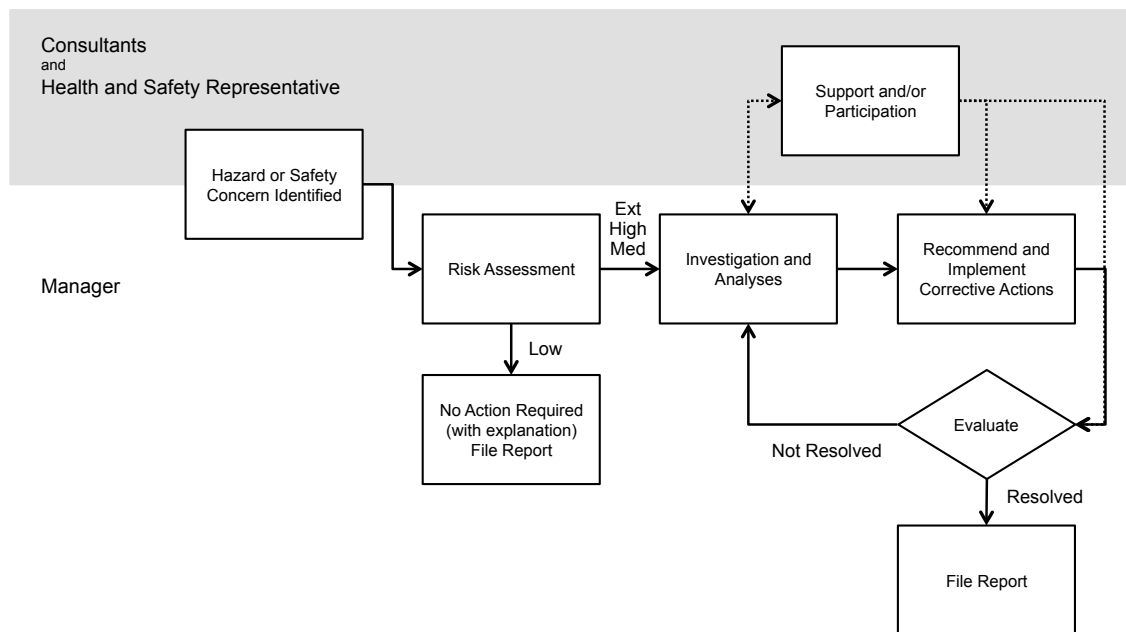 Consultants
and
Health and Safety Representative
Support and/or
Participation
Hazard or Safety
Concern Identified
Manager
Risk Assessment
Ext
High
Med
Investigation and
Analyses
Recommend and
Implement
Corrective Actions
Low
No Action Required
(with explanation)
File Report
Evaluate
Not Resolved
Resolved
File Report